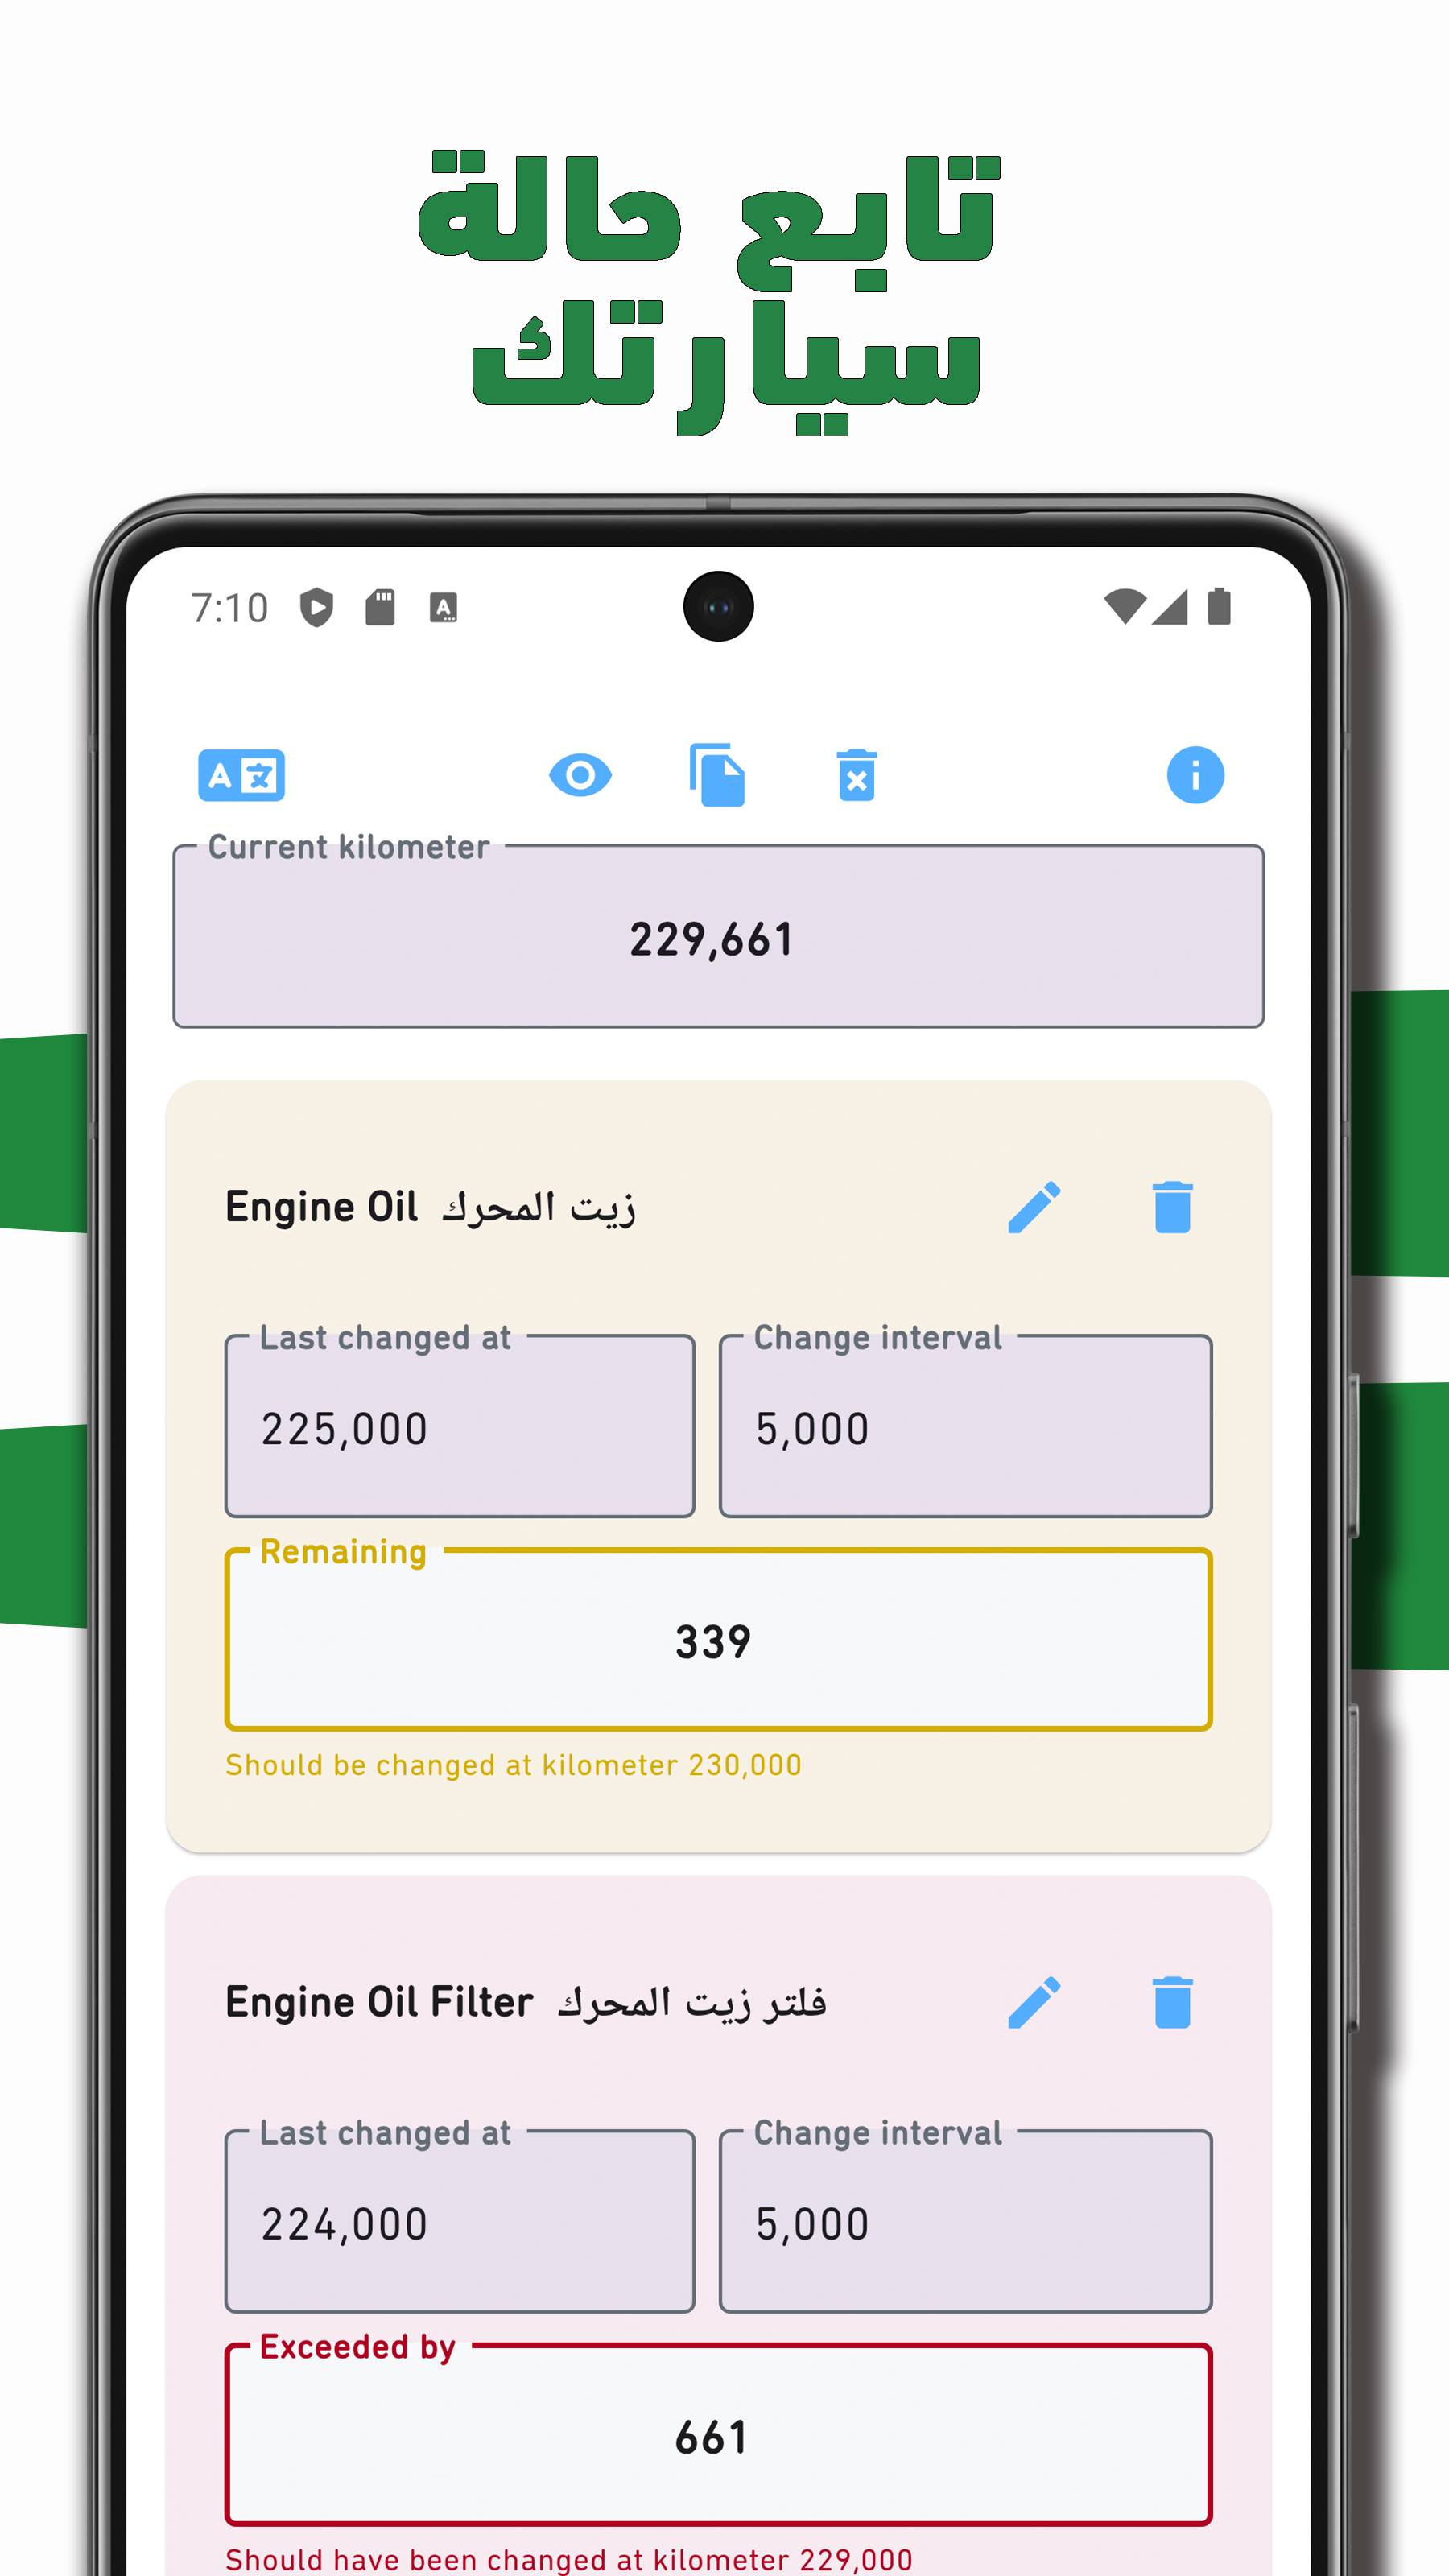 تابع حالة
سيارتك
7:10
Current kilometer
229,661
Engine Oil زيت المحرك
Last changed at
Change interval
225,000
5,000
Remaining
339
Should be changed at kilometer 230,000
Engine Oil Filter فلتر زيت المحرك
Last changed at
Change interval
224,000
5,000
Exceeded by
661
Should have been changed at kilometer 229,000